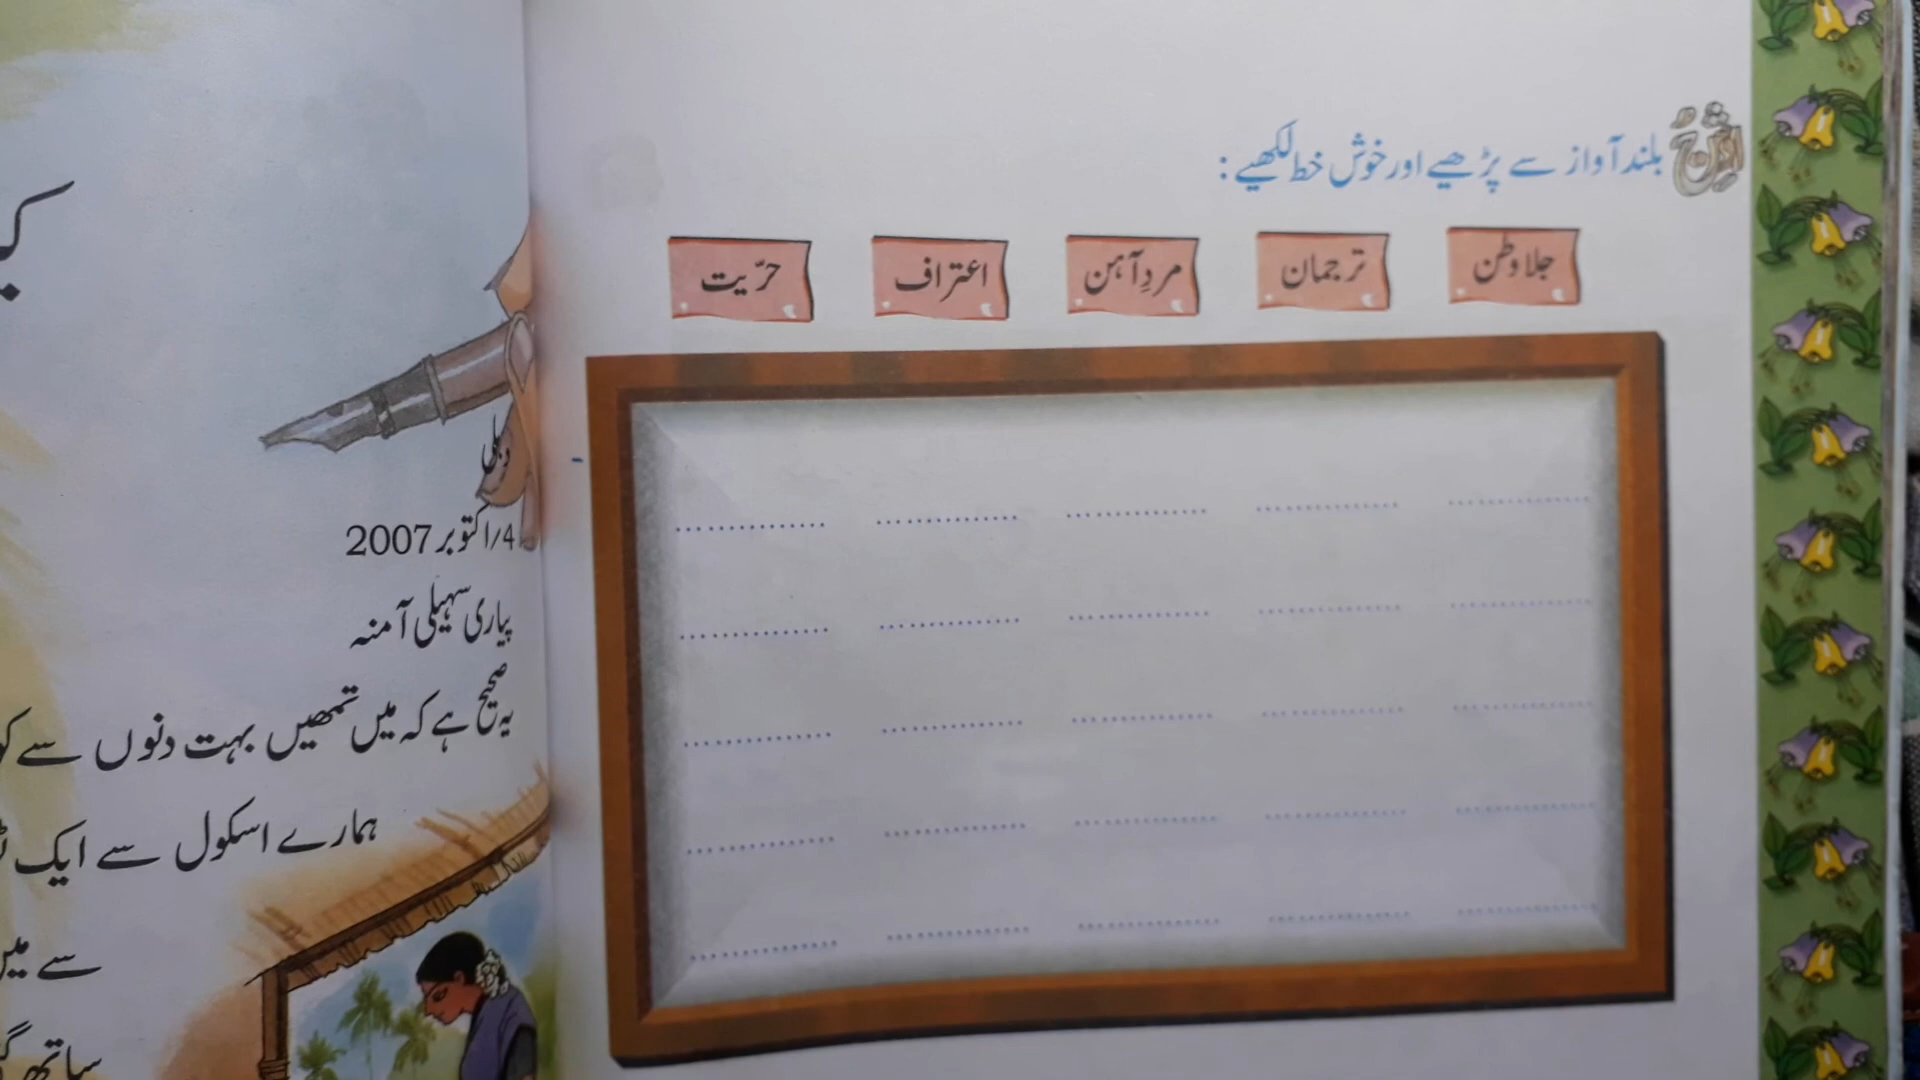 بلند آواز سے پڑھیے اور خوش خط لکھیے:
جلاوطن ترجمان مردِ آہن اعتراف حرّیت
دہلی
4/اکتوبر 2007
پیاری سہیلی آمنہ
یہ صحیح ہے کہ میں تمھیں بہت دنوں سے
ہمارے اسکول سے ایک
سے
ساتھ